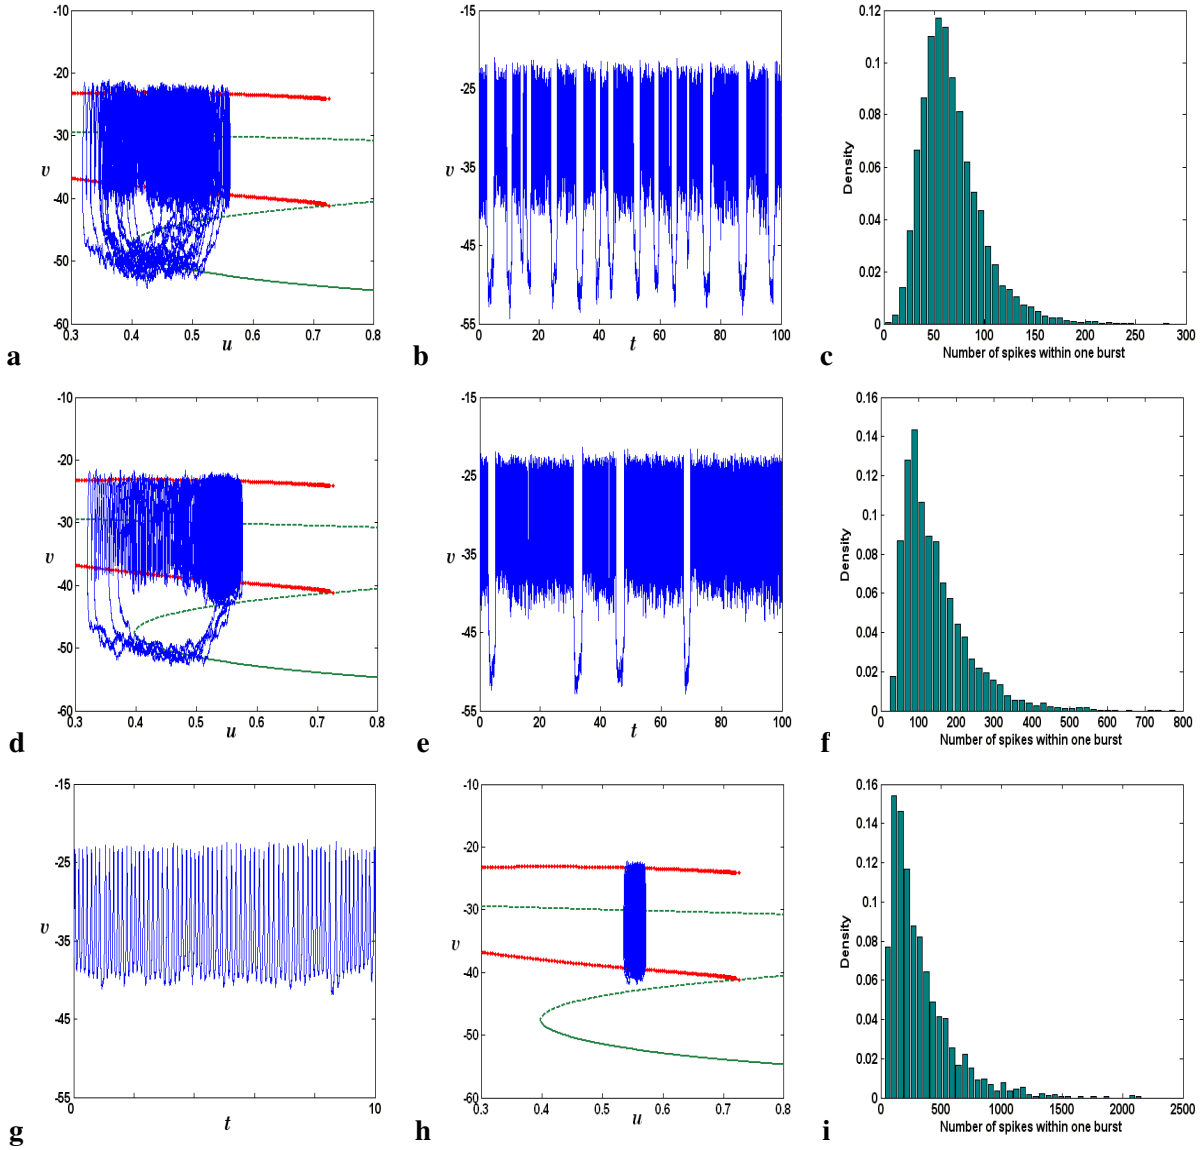 -10
-20
-30
v
-40
-50
-60
0.3 0.4 0.5 0.6 0.7 0.8
u
a
-15
-25
-35
v
-45
-55
0 20 40 60 80 100
t
b
0.12
0.1
0.08
0.06
0.04
0.02
0
Density
0 50 100 150 200 250 300
Number of spikes within one burst
c
-10
-20
-30
v
-40
-50
-60
0.3 0.4 0.5 0.6 0.7 0.8
u
d
-15
-25
-35
v
-45
-55
0 20 40 60 80 100
t
e
0.16
0.14
0.12
0.1
0.08
0.06
0.04
0.02
0
Density
0 100 200 300 400 500 600 700 800
Number of spikes within one burst
f
-15
-25
-35
v
-45
-55
0 10
t
g
-10
-20
-30
v
-40
-50
-60
0.3 0.4 0.5 0.6 0.7 0.8
u
h
0.16
0.14
0.12
0.1
0.08
0.06
0.04
0.02
0
Density
0 500 1000 1500 2000 2500
Number of spikes within one burst
i